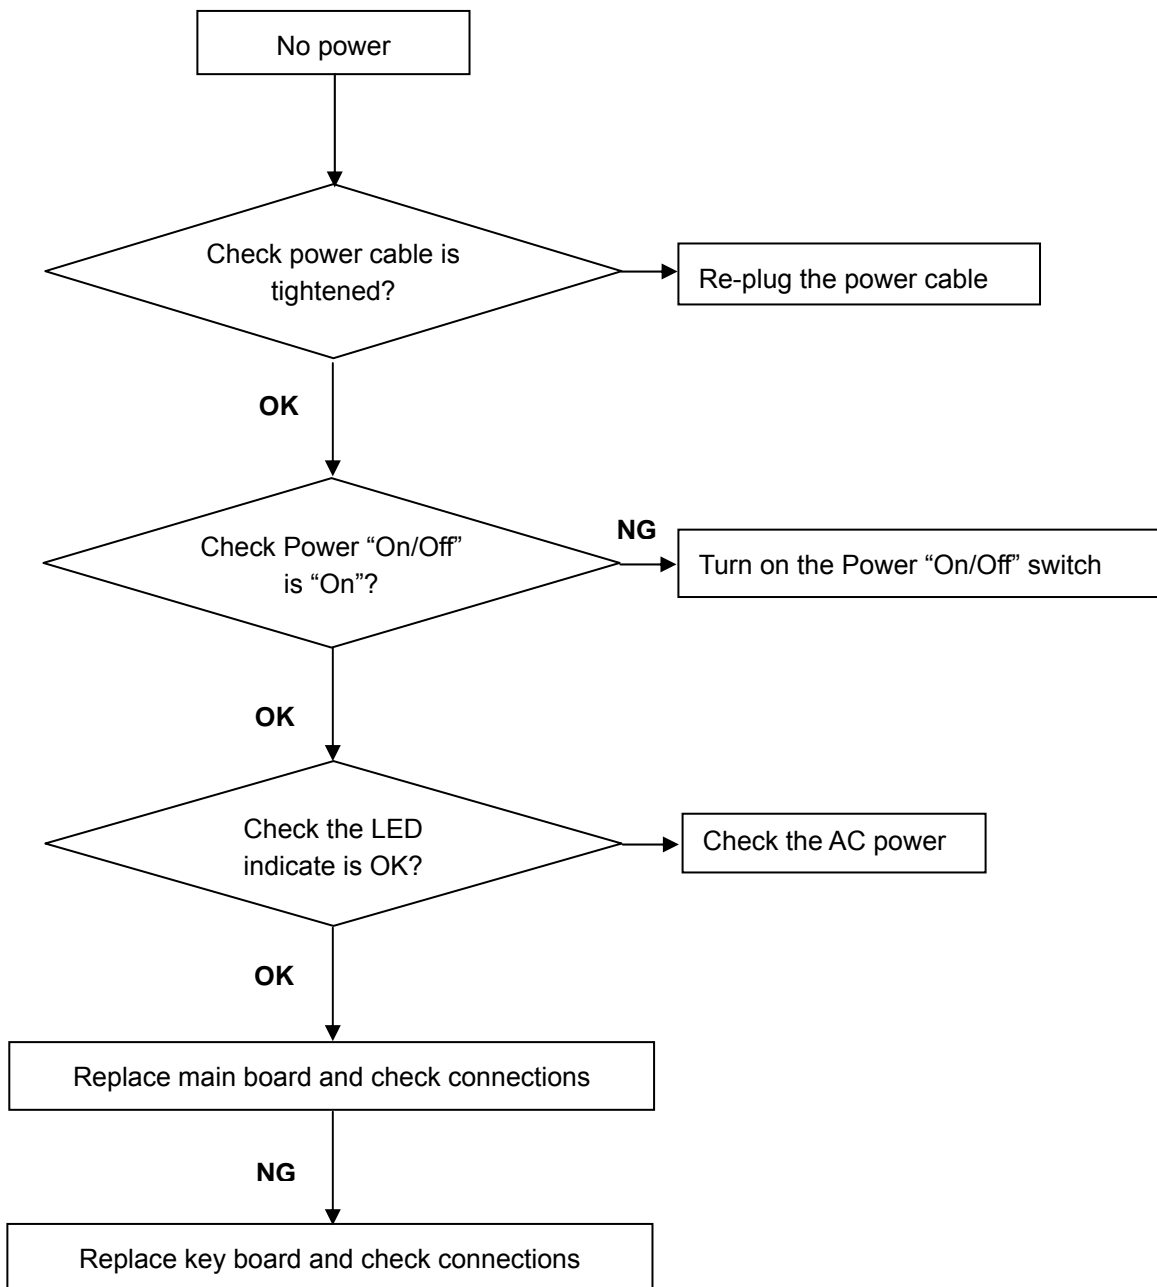 No power
Check power cable is
tightened?
Re-plug the power cable
OK
Check Power “On/Off”
is “On”?
NG
Turn on the Power “On/Off” switch
OK
Check the LED
indicate is OK?
Check the AC power
OK
Replace main board and check connections
NG
Replace key board and check connections